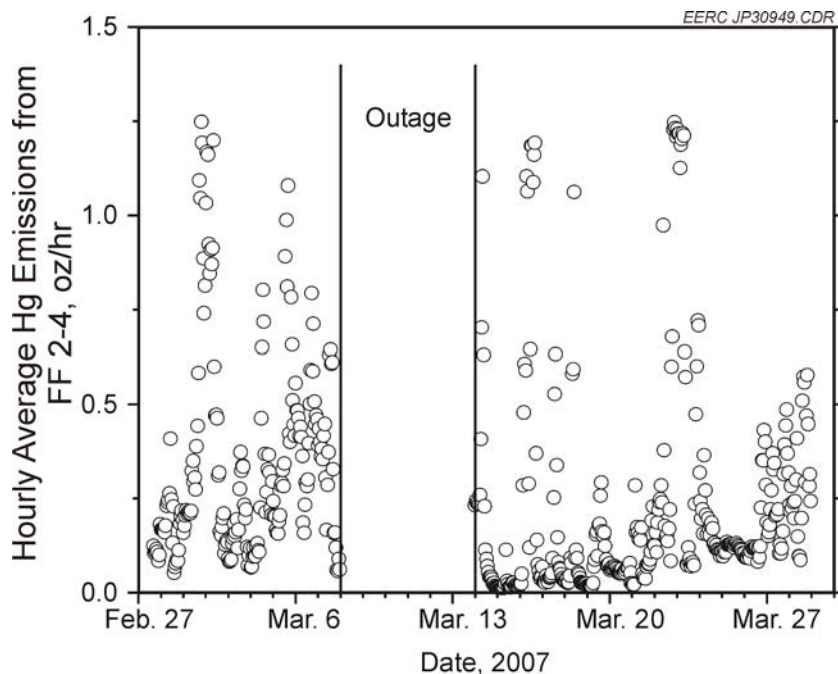 EERC JP30949.CDR
1.5
Outage
1.0
0.5
0.0
Hourly Average Hg Emissions from
FF 2-4, oz/hr
Feb. 27 Mar. 6 Mar. 13 Mar. 20 Mar. 27
Date, 2007